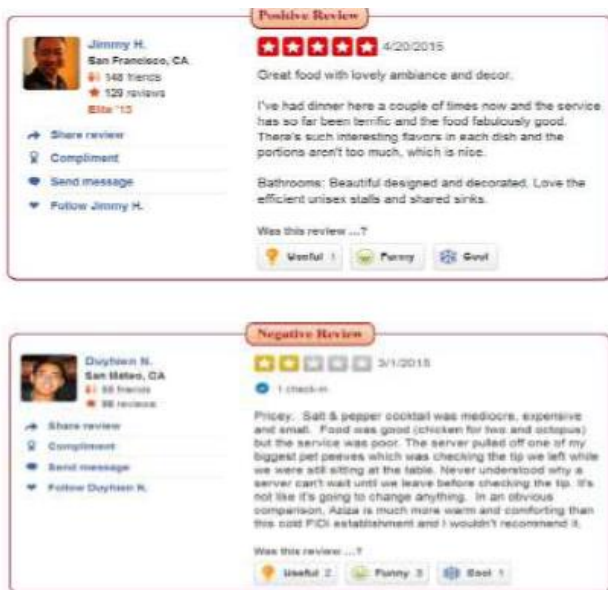 Positive Review
Jimmy H.
San Francisco, CA
148 friends
129 reviews
Elite '15
Share review
Compliment
Send message
Follow Jimmy H.
4/20/2015
Great food with lovely ambiance and decor.
I've had dinner here a couple of times now and the service
has so far been terrific and the food fabulously good.
There's such interesting flavors in each dish and the
portions aren't too much, which is nice.
Bathrooms: Beautiful designed and decorated. Love the
efficient unisex stalls and shared sinks.
Was this review ...?
Useful 1
Funny
Cool
Negative Review
Duyhien N.
San Mateo, CA
friends
reviews
Share review
Compliment
Send message
Follow Duyhien N.
3/1/2015
1 check-in
Pricey. Salt & pepper cocktail was mediocre, expensive
and small. Food was good (chicken for two and octopus)
but the service was poor. The server pulled off one of my
biggest pet peeves which was checking the tip we left while
we were still sitting at the table. Never understood why a
server can't wait until we leave before checking the tip. It's
not like it's going to change anything. In an obvious
comparison, Aziza is much more warm and comforting than
this cold FiDi establishment and I wouldn't recommend it.
Was this review ...?
Useful 2
Funny 3
Cool 1